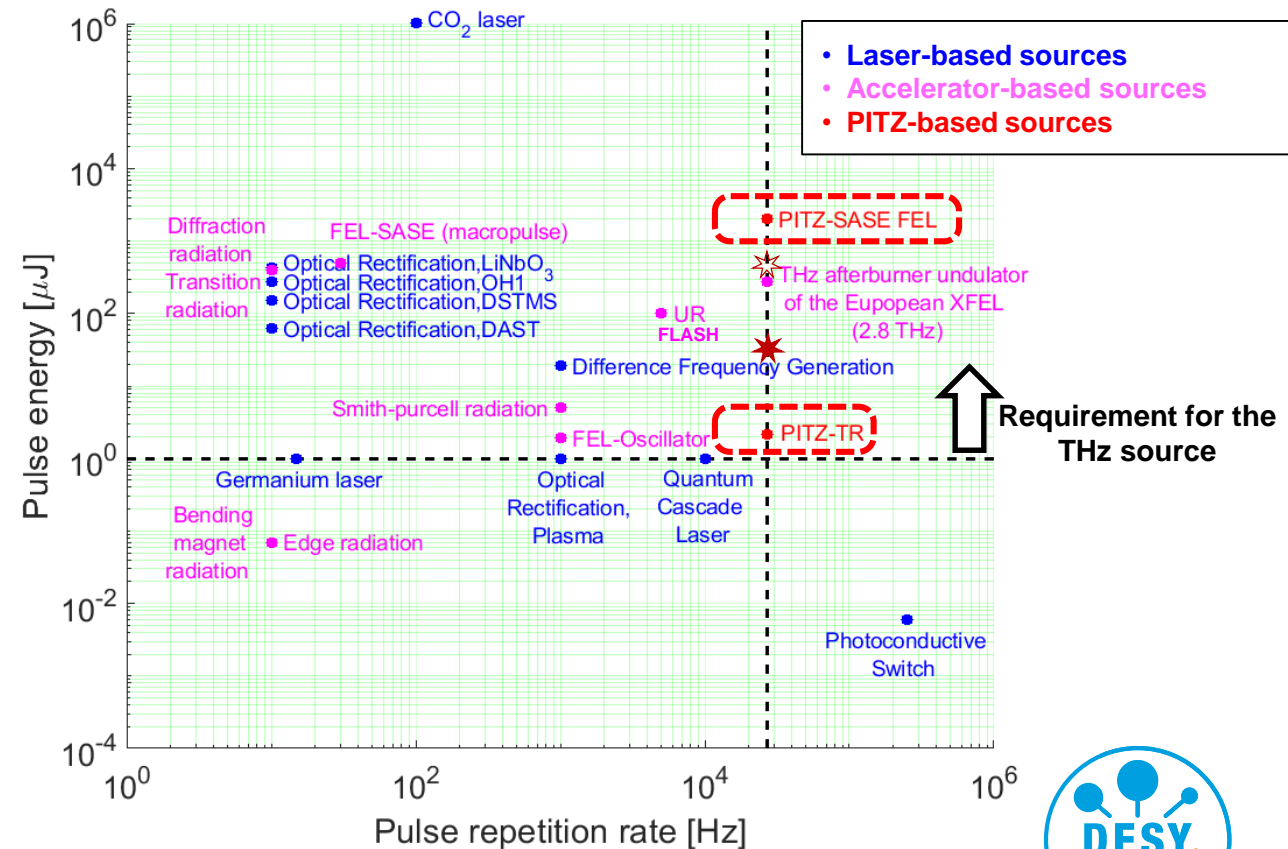 10^6
CO_2 laser
• Laser-based sources
• Accelerator-based sources
• PITZ-based sources
10^4
Diffraction
radiation
FEL-SASE (macropulse)
PITZ-SASE FEL
Transition
radiation
Optical Rectification,LiNbO_3
Optical Rectification,OH1
Optical Rectification,DSTMS
Optical Rectification,DAST
THz afterburner undulator
of the Eupopean XFEL
(2.8 THz)
10^2
UR
FLASH
Difference Frequency Generation
Smith-purcell radiation
FEL-Oscillator
PITZ-TR
Requirement for the
THz source
10^0
Germanium laser
Optical
Rectification,
Plasma
Quantum
Cascade
Laser
Bending
magnet
radiation
Edge radiation
10^-2
Photoconductive
Switch
10^-4
10^0
10^2
10^4
10^6
Pulse energy [μJ]
Pulse repetition rate [Hz]
DESY.